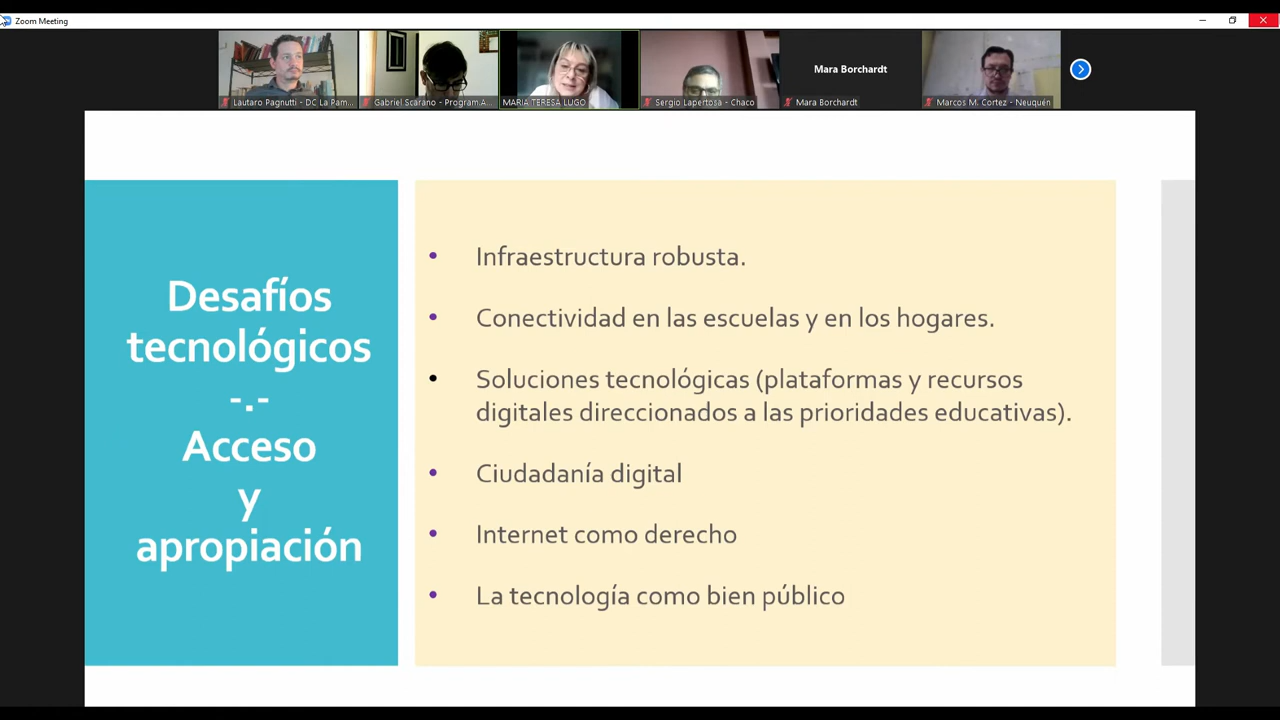 Zoom Meeting
Lautaro Pagnutti - DC La Pam...
Gabriel Scarano - Program.A...
MARIA TERESA LUGO
Sergio Lapertosa - Chaco
Mara Borchardt
Mara Borchardt
Marcos M. Cortez - Neuquén
Desafíos
tecnológicos
-.-
Acceso
y
apropiación
• Infraestructura robusta.
• Conectividad en las escuelas y en los hogares.
• Soluciones tecnológicas (plataformas y recursos
digitales direccionados a las prioridades educativas).
• Ciudadanía digital
• Internet como derecho
• La tecnología como bien público